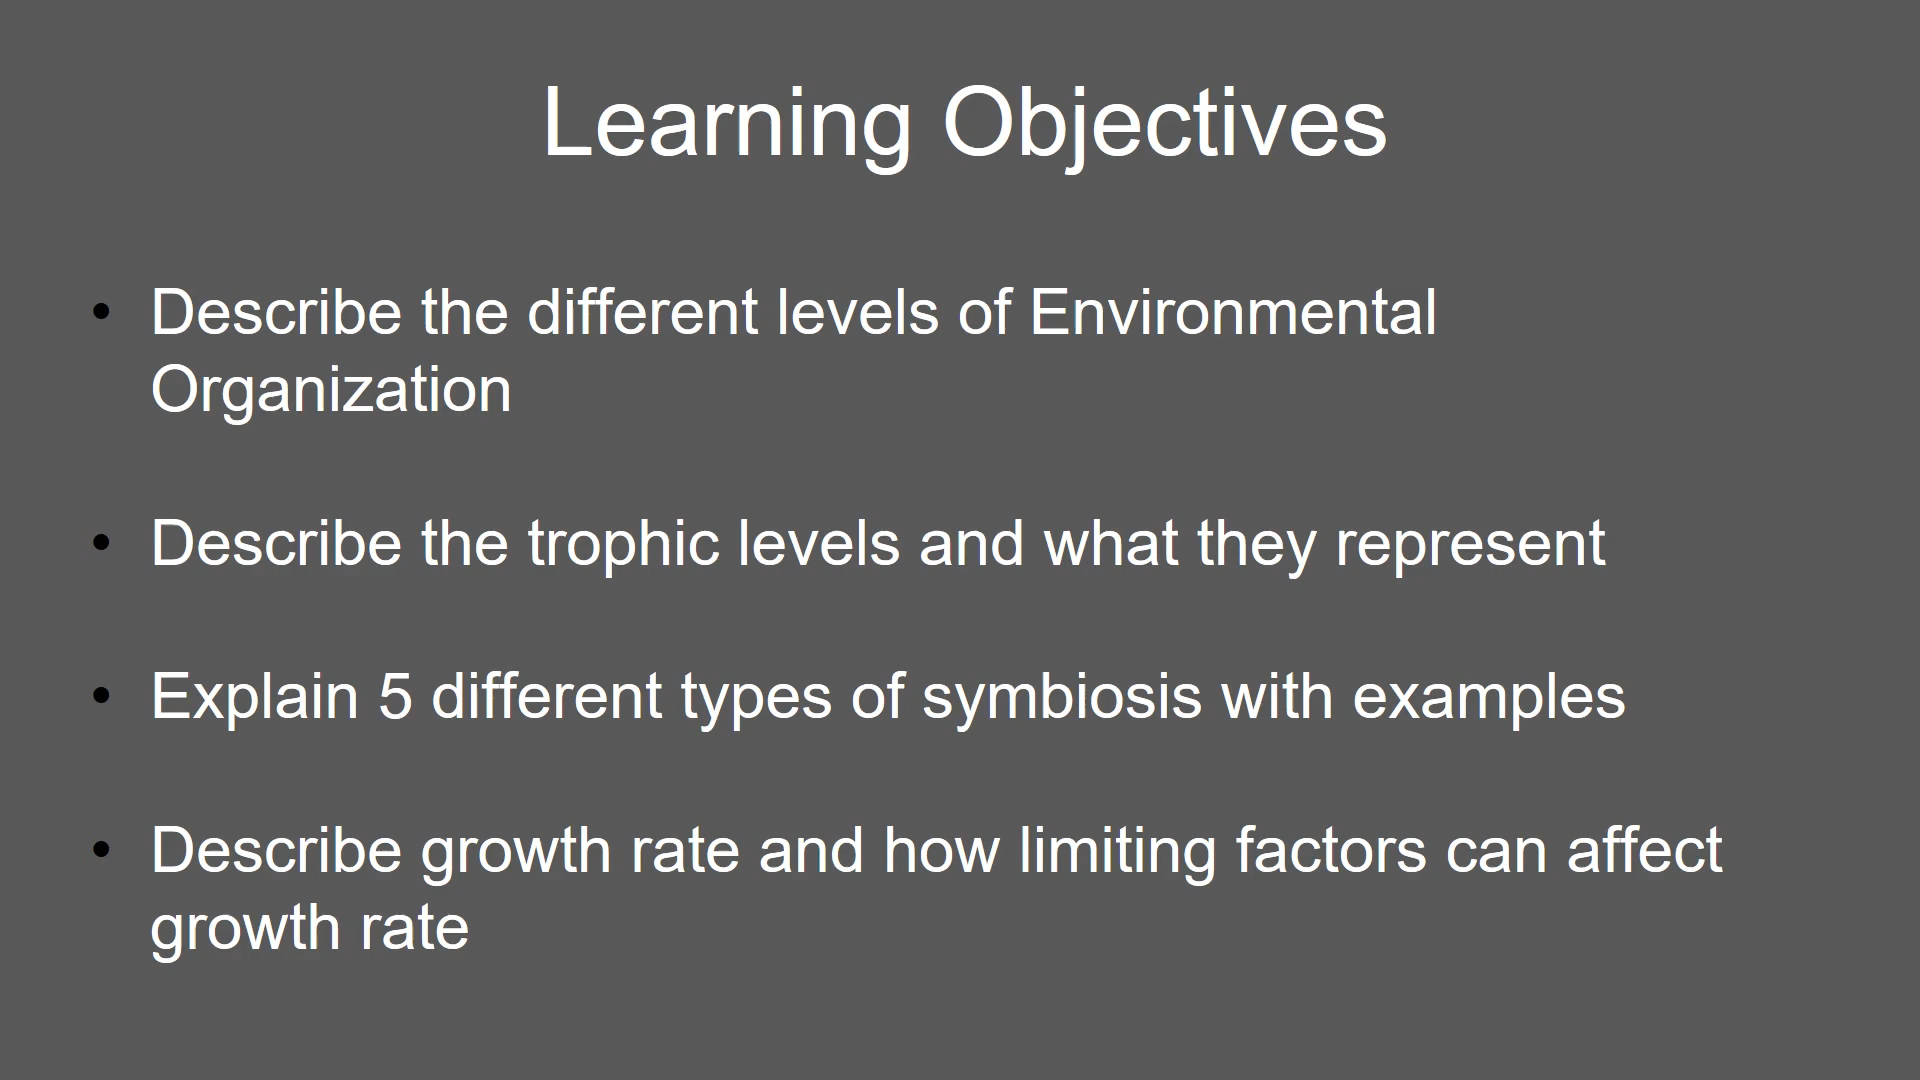 Learning Objectives
• Describe the different levels of Environmental
Organization
• Describe the trophic levels and what they represent
• Explain 5 different types of symbiosis with examples
• Describe growth rate and how limiting factors can affect
growth rate